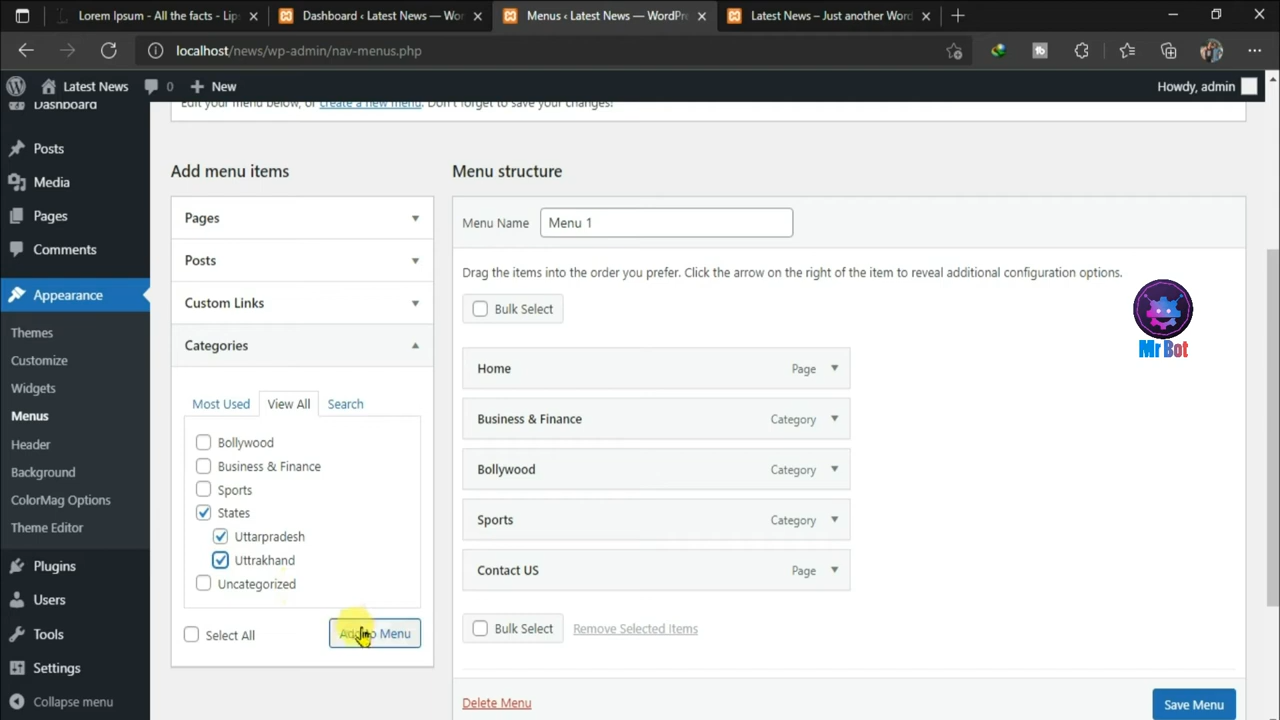 Lorem Ipsum - All the facts - Lip
Dashboard ‹ Latest News — Wor
Menus ‹ Latest News — WordPre
Latest News – Just another Word
localhost/news/wp-admin/nav-menus.php
Latest News
0
New
Howdy, admin
Dashboard
Posts
Media
Pages
Comments
Appearance
Themes
Customize
Widgets
Menus
Header
Background
ColorMag Options
Theme Editor
Plugins
Users
Tools
Settings
Collapse menu
Edit your menu below, or create a new menu. Don't forget to save your changes!
Add menu items
Pages
Posts
Custom Links
Categories
Most Used
View All
Search
Bollywood
Business & Finance
Sports
States
Uttarpradesh
Uttrakhand
Uncategorized
Select All
Add to Menu
Menu structure
Menu Name
Menu 1
Drag the items into the order you prefer. Click the arrow on the right of the item to reveal additional configuration options.
Bulk Select
Home Page
Business & Finance Category
Bollywood Category
Sports Category
Contact US Page
Bulk Select
Remove Selected Items
Delete Menu
Save Menu
Mr Bot